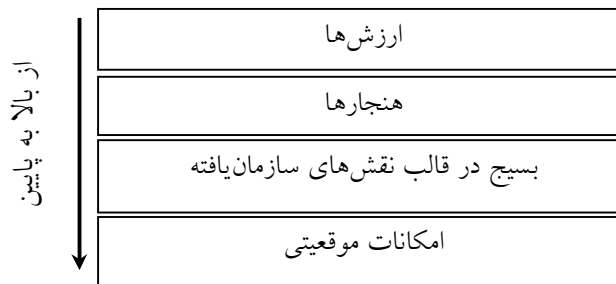 ارزش‌ها
هنجارها
بسیج در قالب نقش‌های سازمان‌یافته
امکانات موقعیتی
از بالا به پایین